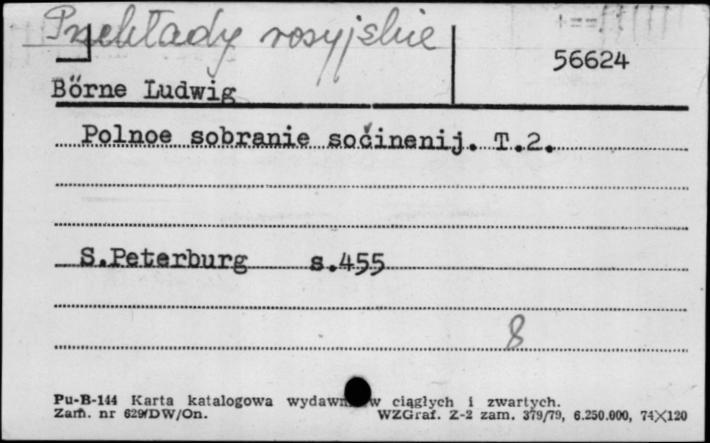 Przekłady rosyjskie
56624
Börne Ludwig
Polnoe sobranie sočinenij. T.2.
S.Peterburg s.455
8
Pu-B-144 Karta katalogowa wydawn w ciągłych i zwartych.
Zam. nr 629/DW/On. WZGraf. Z-2 zam. 379/79, 6.250.000, 74X120